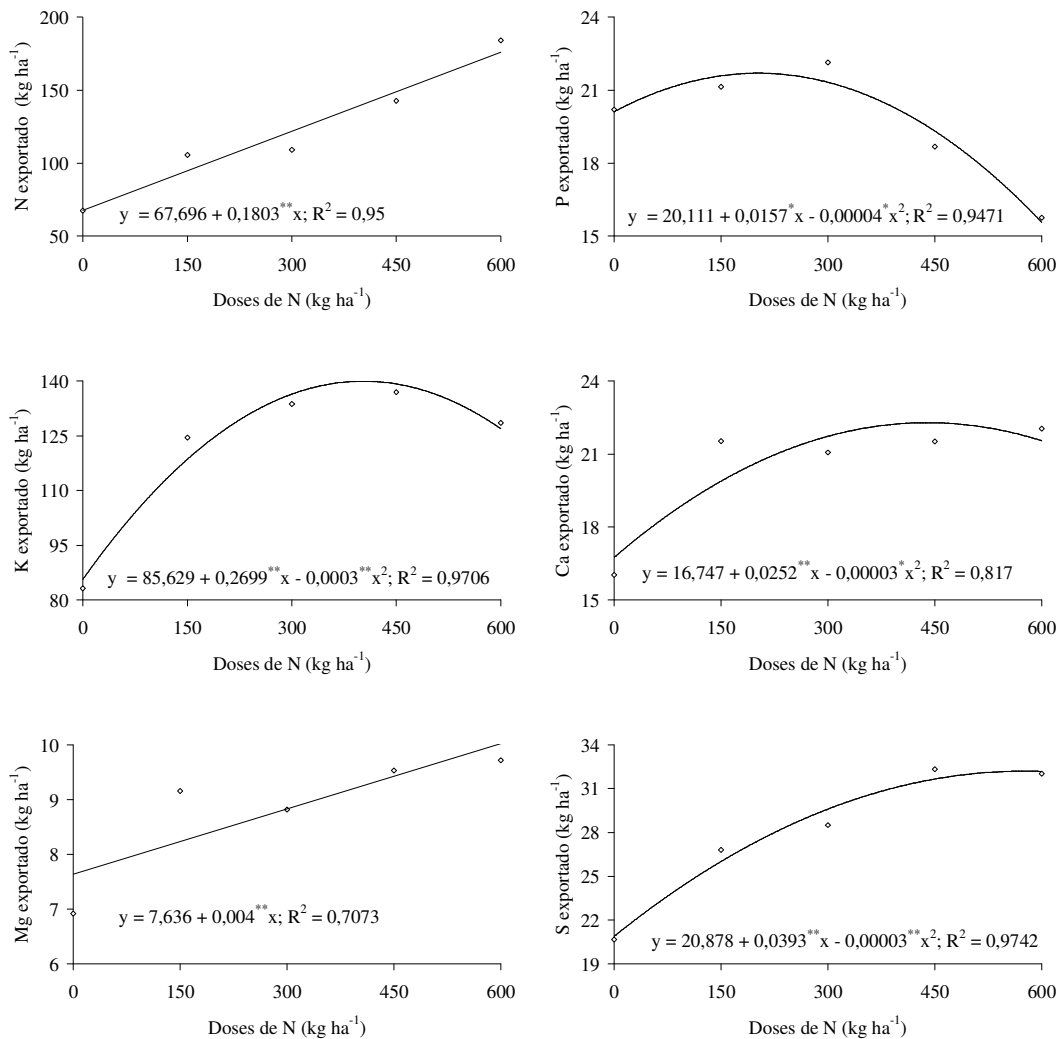 N exportado (kg ha⁻¹)
200
150
100
50
y = 67,696 + 0,1803**x; R² = 0,95
0 150 300 450 600
Doses de N (kg ha⁻¹)
P exportado (kg ha⁻¹)
24
21
18
15
y = 20,111 + 0,0157*x - 0,00004*x²; R² = 0,9471
0 150 300 450 600
Doses de N (kg ha⁻¹)
K exportado (kg ha⁻¹)
140
125
110
95
80
y = 85,629 + 0,2699**x - 0,0003**x²; R² = 0,9706
0 150 300 450 600
Doses de N (kg ha⁻¹)
Ca exportado (kg ha⁻¹)
24
21
18
15
y = 16,747 + 0,0252**x - 0,00003*x²; R² = 0,817
0 150 300 450 600
Doses de N (kg ha⁻¹)
Mg exportado (kg ha⁻¹)
10
9
8
7
6
y = 7,636 + 0,004**x; R² = 0,7073
0 150 300 450 600
Doses de N (kg ha⁻¹)
S exportado (kg ha⁻¹)
34
31
28
25
22
19
y = 20,878 + 0,0393**x - 0,00003**x²; R² = 0,9742
0 150 300 450 600
Doses de N (kg ha⁻¹)